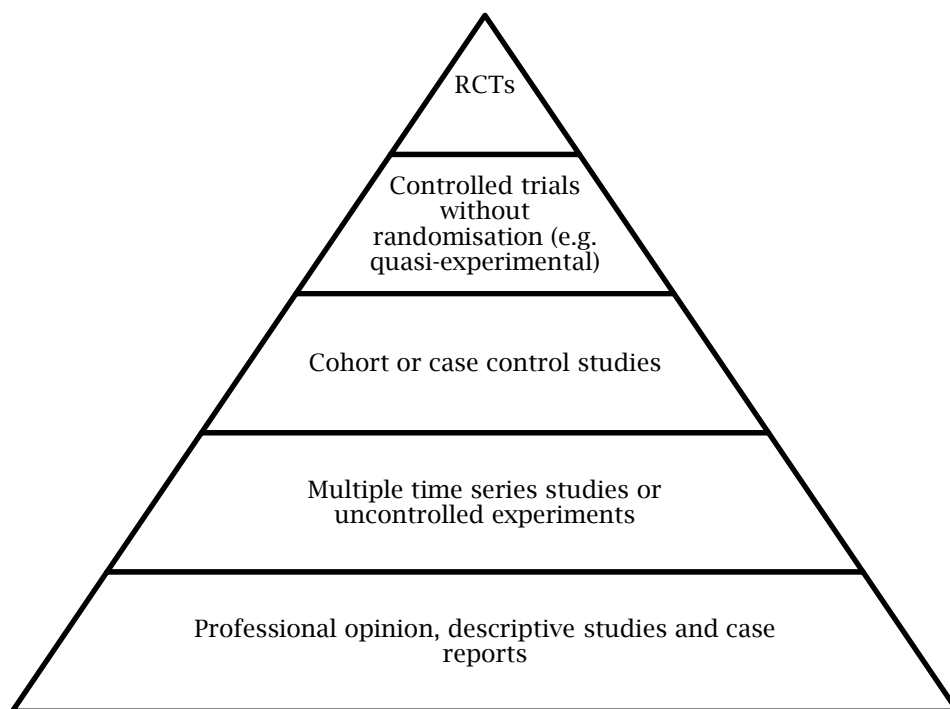 RCTs
Controlled trials
without
randomisation (e.g.
quasi-experimental)
Cohort or case control studies
Multiple time series studies or
uncontrolled experiments
Professional opinion, descriptive studies and case
reports